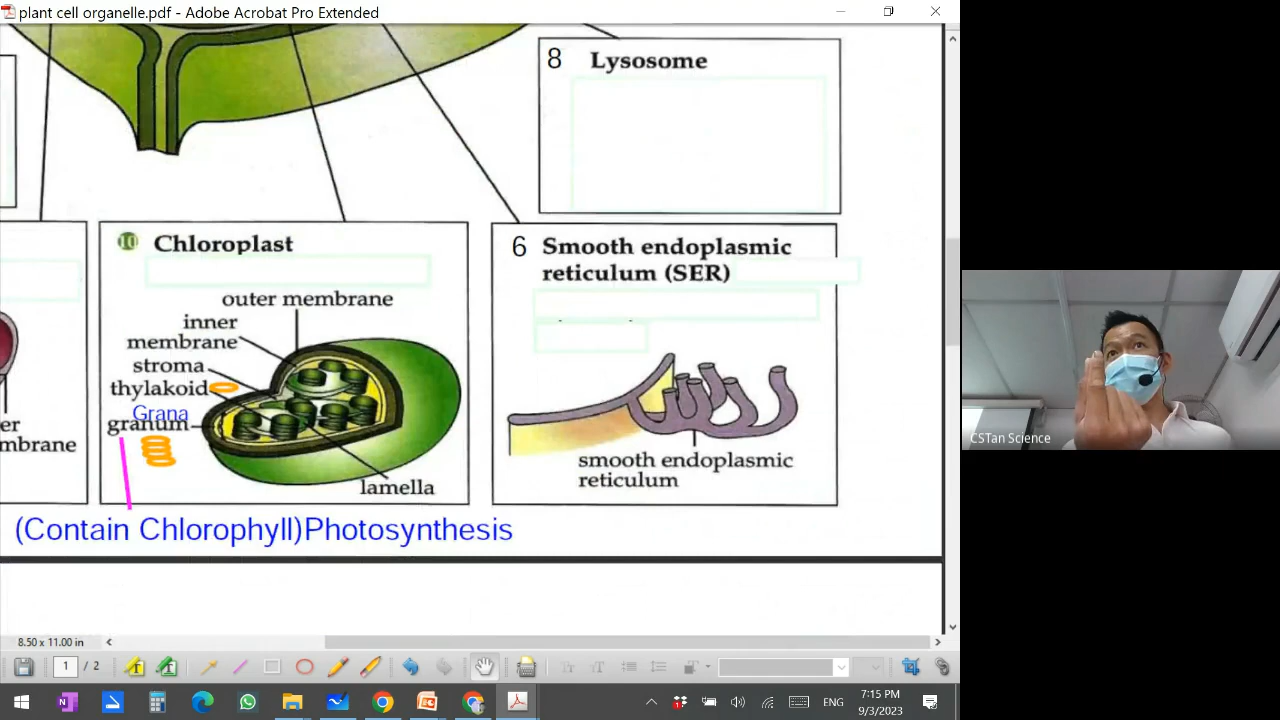 plant cell organelle.pdf - Adobe Acrobat Pro Extended
8 Lysosome
10 Chloroplast
outer membrane
inner
membrane
stroma
thylakoid
Grana
granum
lamella
6 Smooth endoplasmic
reticulum (SER)
smooth endoplasmic
reticulum
er
mbrane
(Contain Chlorophyll)Photosynthesis
CSTan Science
8.50 x 11.00 in
1 / 2
ENG
7:15 PM
9/3/2023